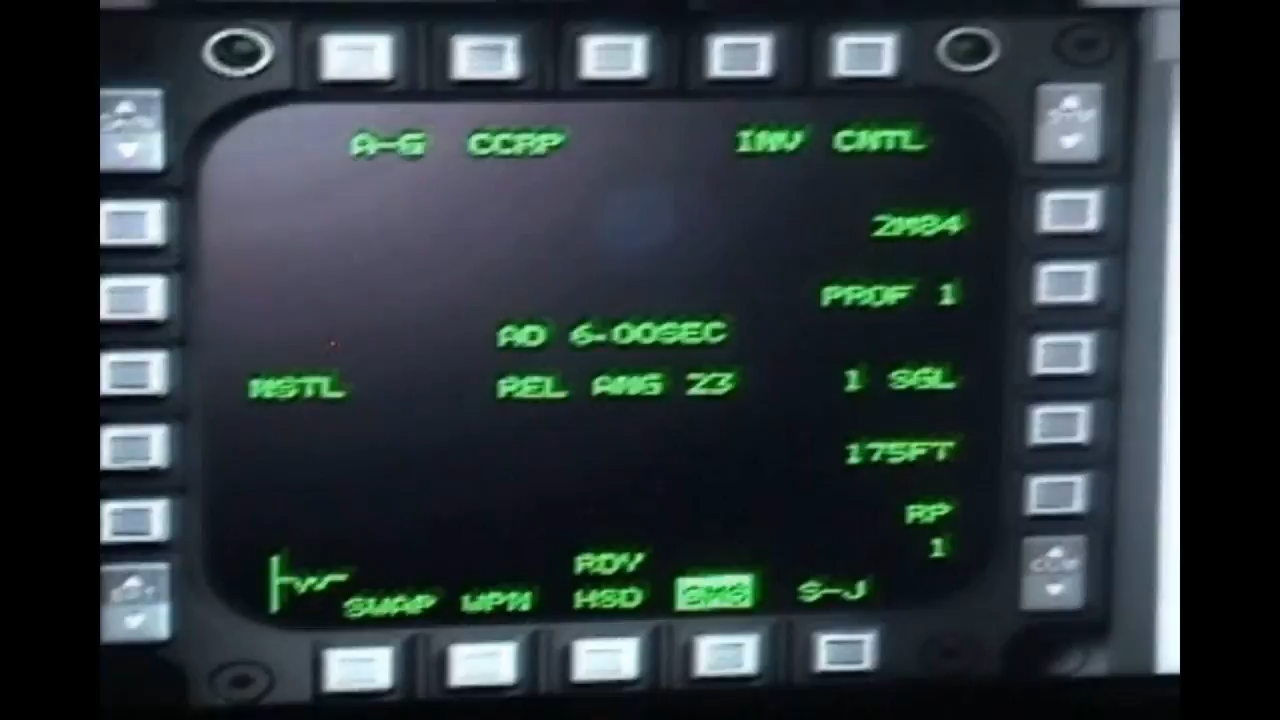 A-G CCRP INV CNTL
2M84
PROF 1
AD 6.00SEC
NSTL REL ANG 23 1 SGL
175FT
RP
1
RDY
SWAP WPN HSD SMS S-J